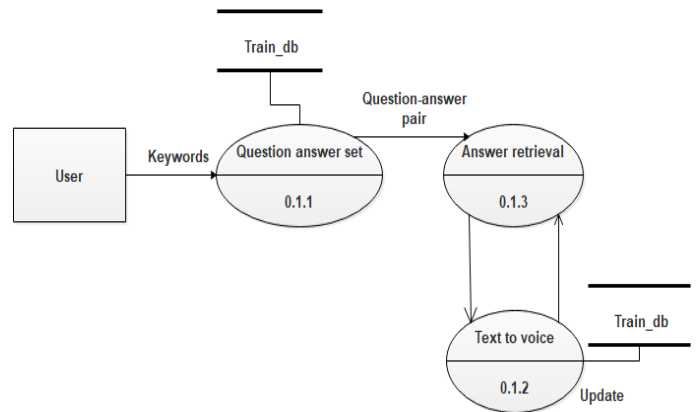 Train_db
Question-answer
pair
Keywords
Question answer set
Answer retrieval
User
0.1.1
0.1.3
Train_db
Text to voice
0.1.2
Update